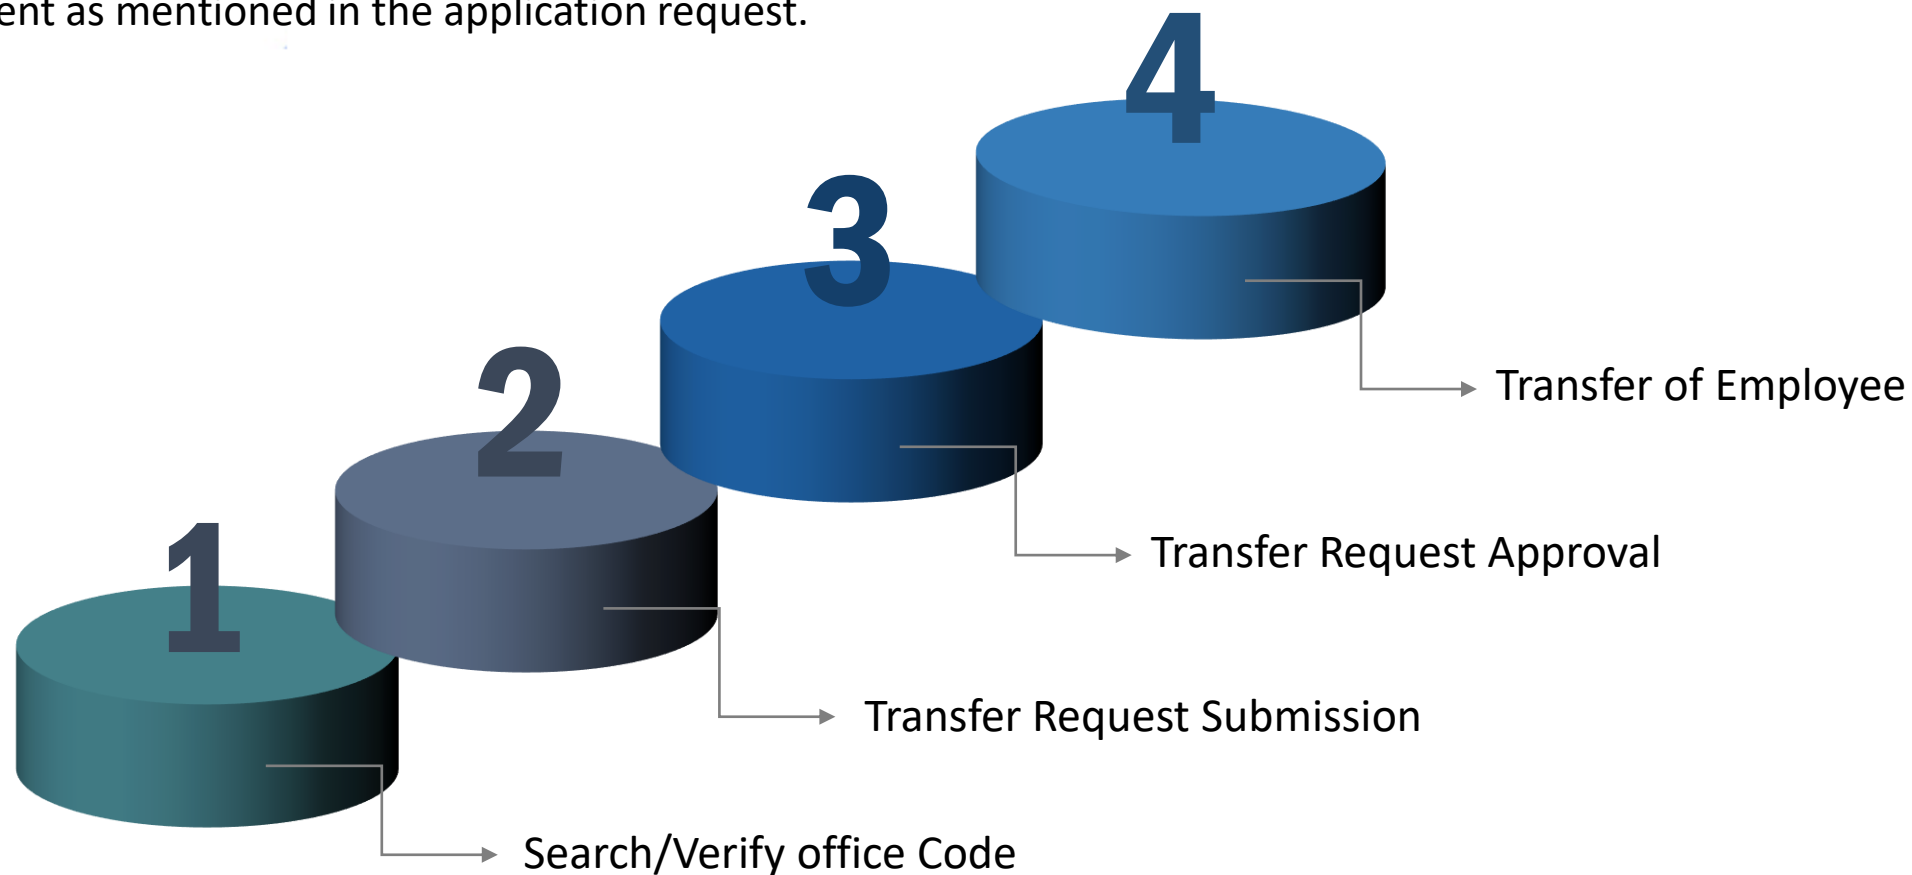 ent as mentioned in the application request.
4
3
2
1
Transfer of Employee
Transfer Request Approval
Transfer Request Submission
Search/Verify office Code